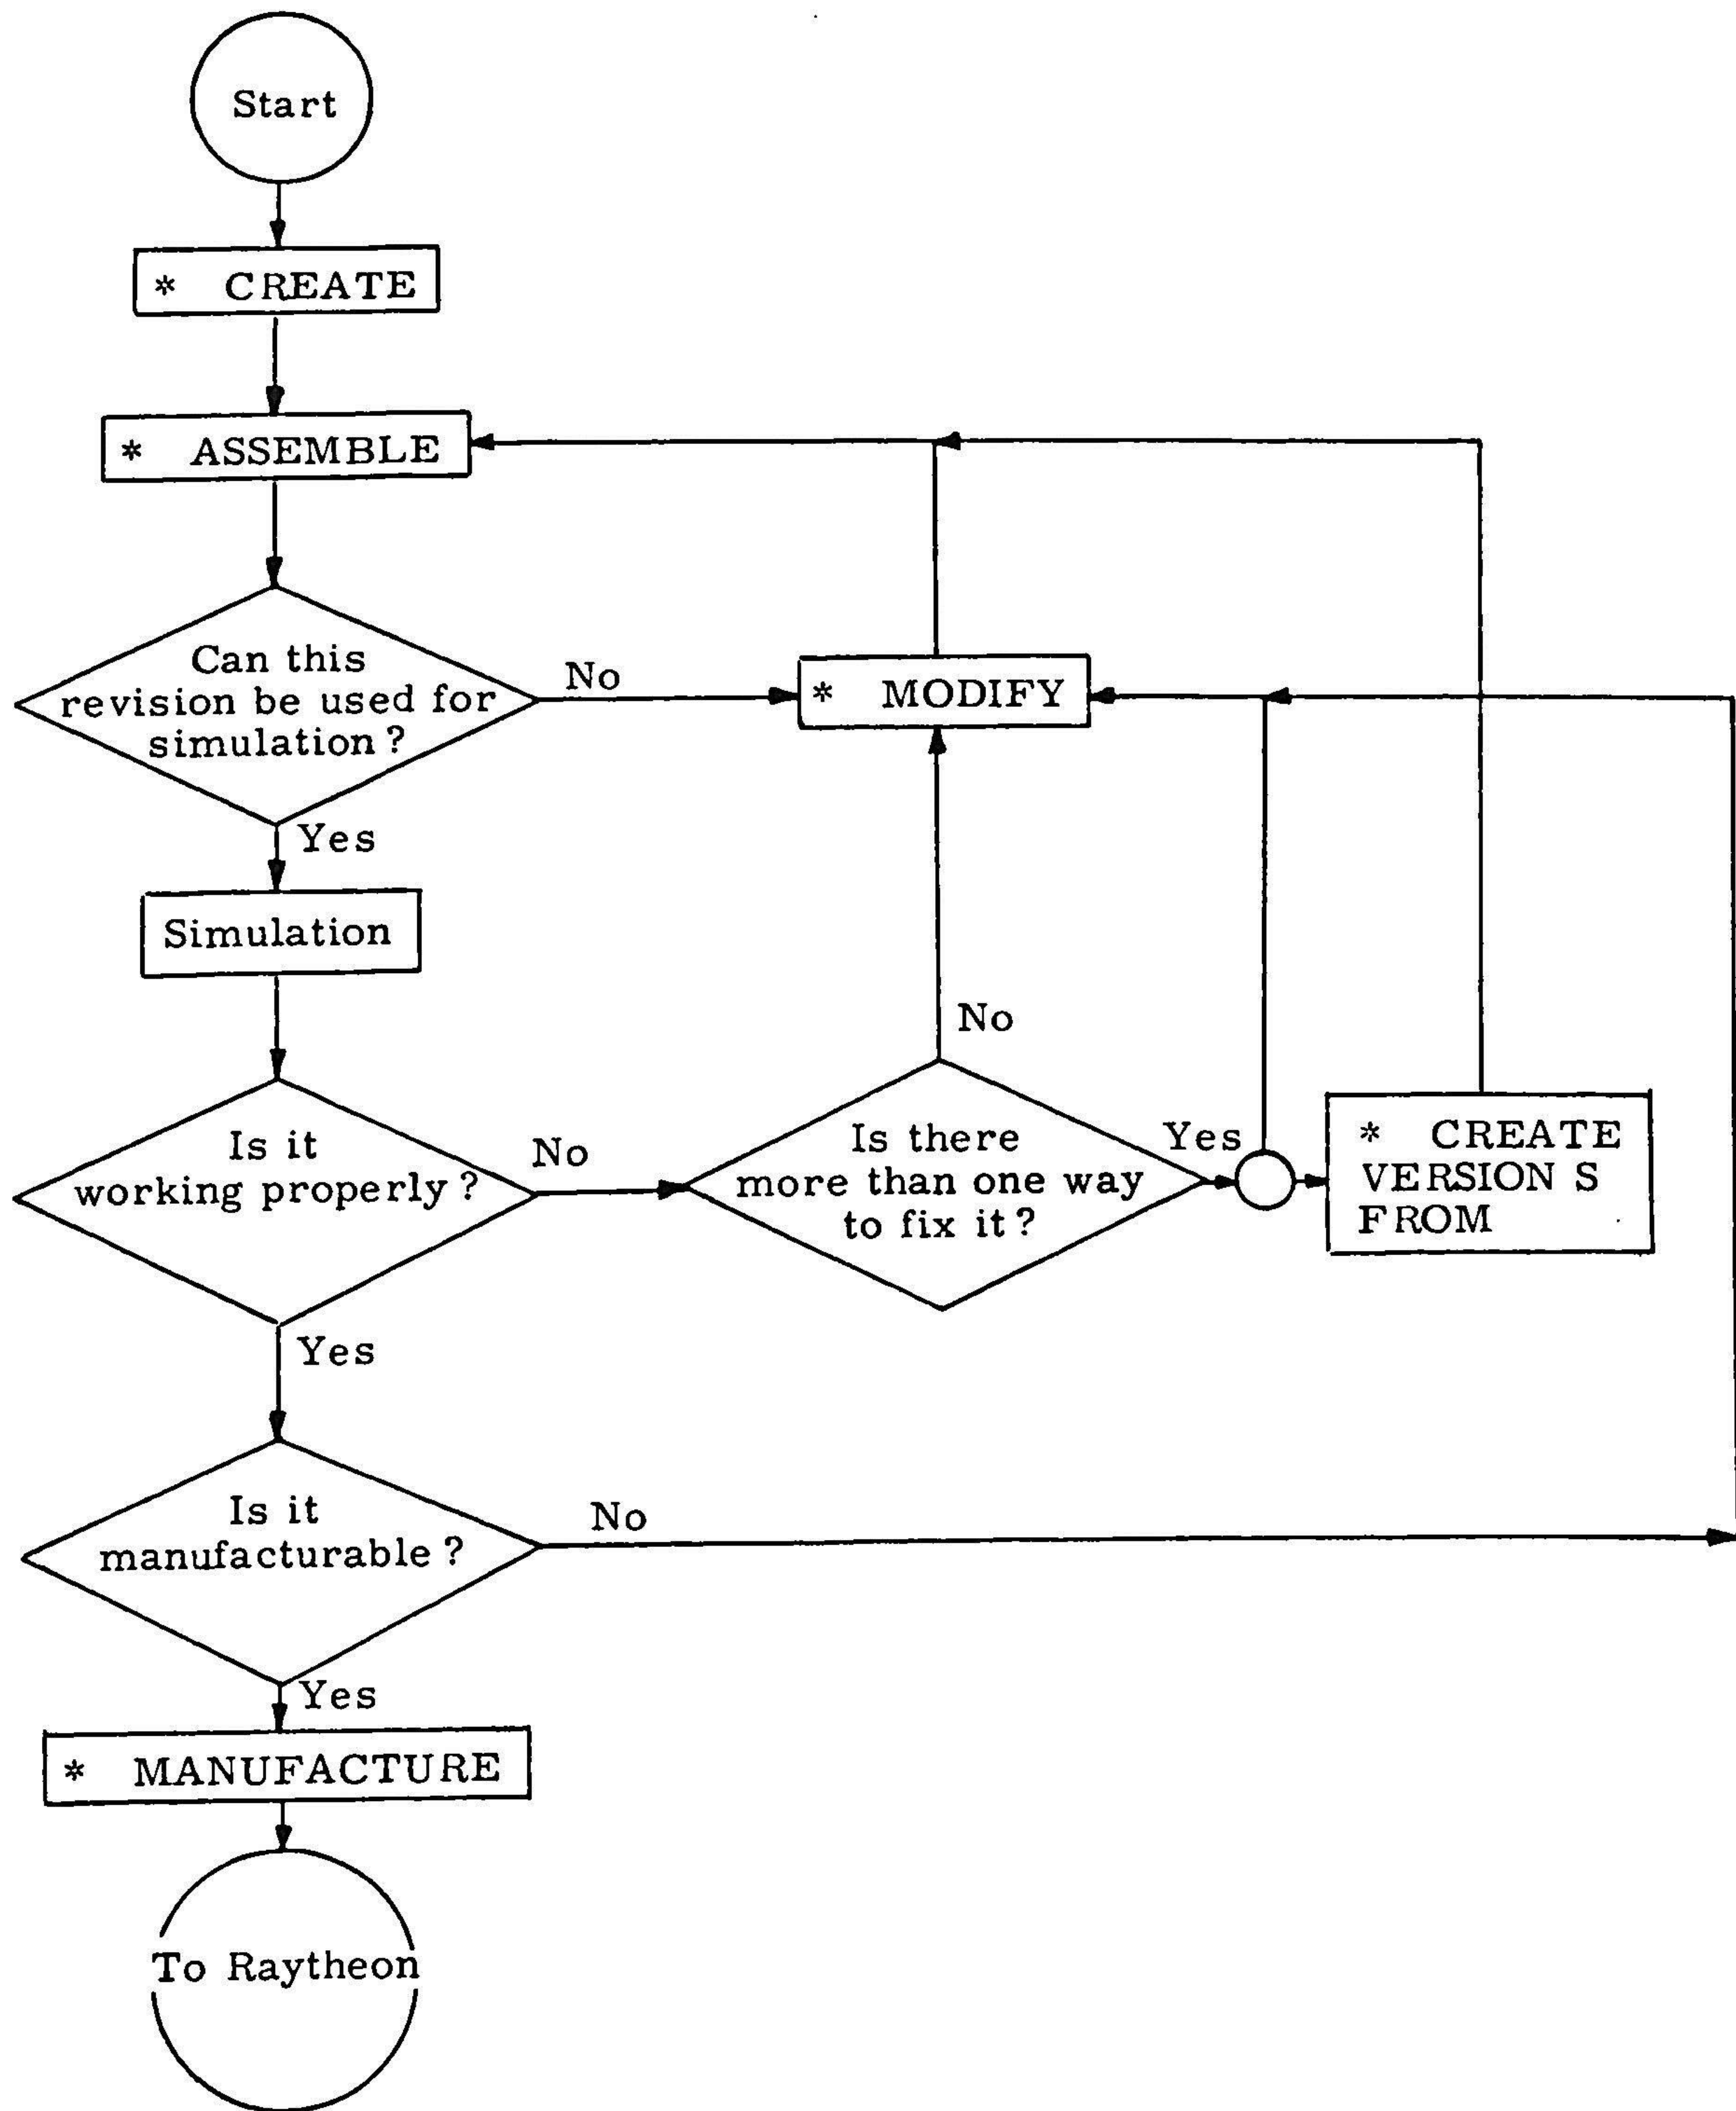 Start
* CREATE
* ASSEMBLE
Can this
revision be used for
simulation?
No
* MODIFY
Yes
Simulation
No
Is it
working properly?
No
Is there
more than one way
to fix it?
Yes
* CREATE
VERSION S
FROM
Yes
Is it
manufacturable?
No
Yes
* MANUFACTURE
To Raytheon